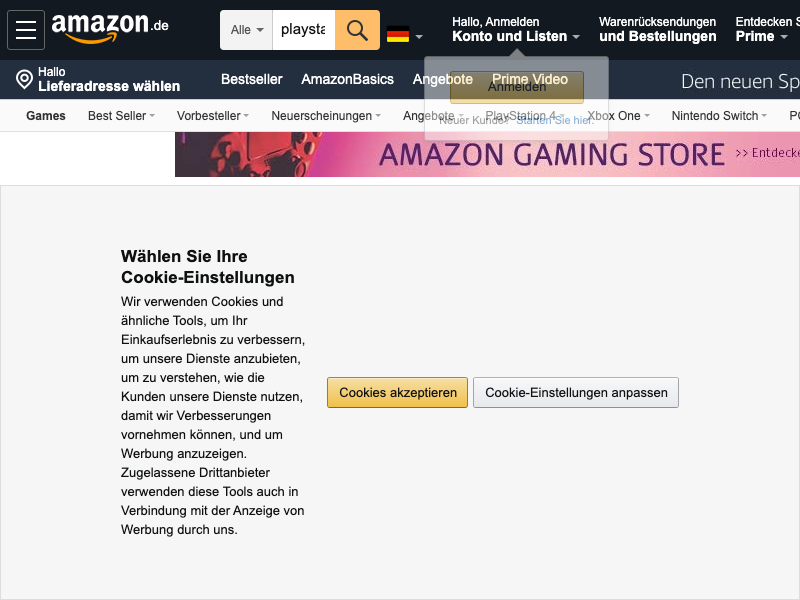 amazon.de
Alle
playsta
Hallo, Anmelden
Konto und Listen
Warenrücksendungen
und Bestellungen
Entdecken S
Prime
Hallo
Lieferadresse wählen
Bestseller
AmazonBasics
Angebote
Prime Video
Den neuen Sp
Anmelden
Neuer Kunde? Starten Sie hier.
Games
Best Seller
Vorbesteller
Neuerscheinungen
Angebote
PlayStation 4
Xbox One
Nintendo Switch
PC
AMAZON GAMING STORE
>> Entdecke
Wählen Sie Ihre
Cookie-Einstellungen
Wir verwenden Cookies und
ähnliche Tools, um Ihr
Einkaufserlebnis zu verbessern,
um unsere Dienste anzubieten,
um zu verstehen, wie die
Kunden unsere Dienste nutzen,
damit wir Verbesserungen
vornehmen können, und um
Werbung anzuzeigen.
Zugelassene Drittanbieter
verwenden diese Tools auch in
Verbindung mit der Anzeige von
Werbung durch uns.
Cookies akzeptieren
Cookie-Einstellungen anpassen